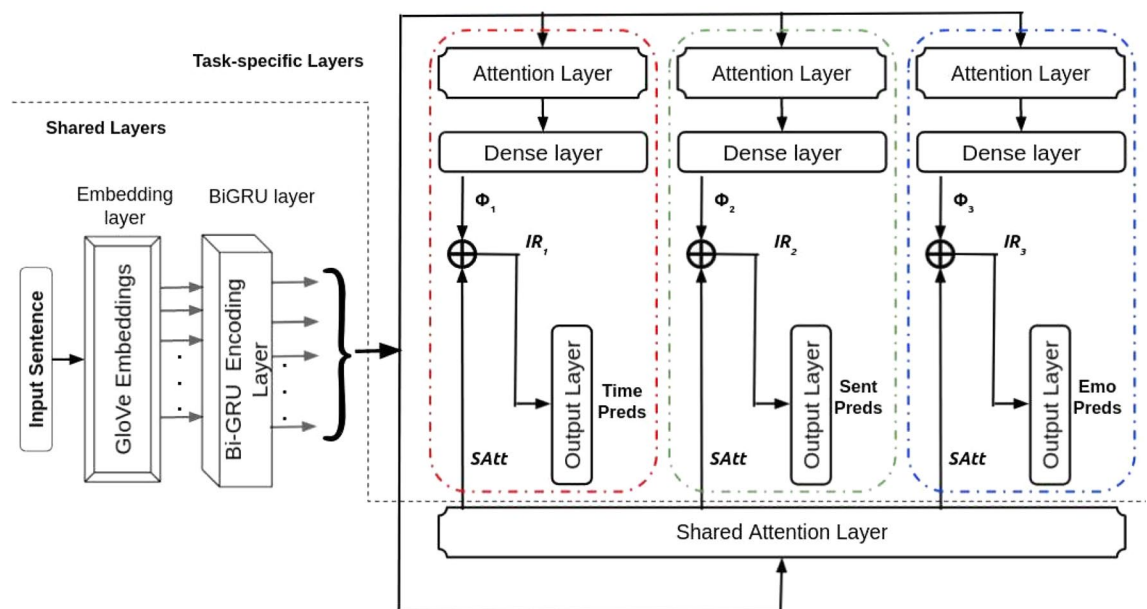 Task-specific Layers
Shared Layers
Embedding
layer
BiGRU layer
Input Sentence
GloVe Embeddings
Bi-GRU Encoding
Layer
Attention Layer
Dense layer
Φ1
IR1
SAtt
Output Layer
Time
Preds
Attention Layer
Dense layer
Φ2
IR2
SAtt
Output Layer
Sent
Preds
Attention Layer
Dense layer
Φ3
IR3
SAtt
Output Layer
Emo
Preds
Shared Attention Layer